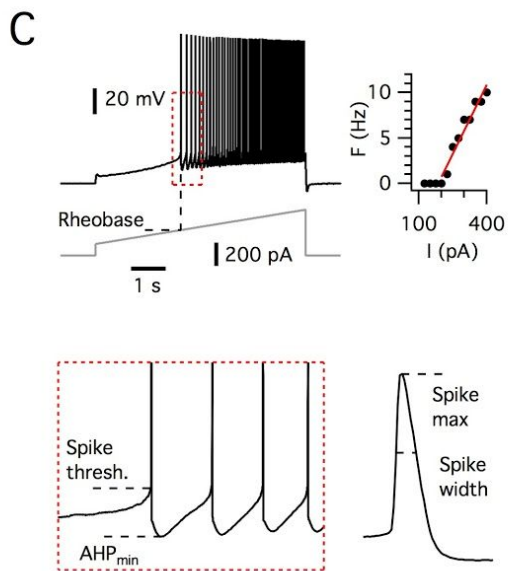 C
20 mV
Rheobase
200 pA
1 s
F (Hz)
10
5
0
100
400
I (pA)
Spike
thresh.
AHPmin
Spike
max
Spike
width